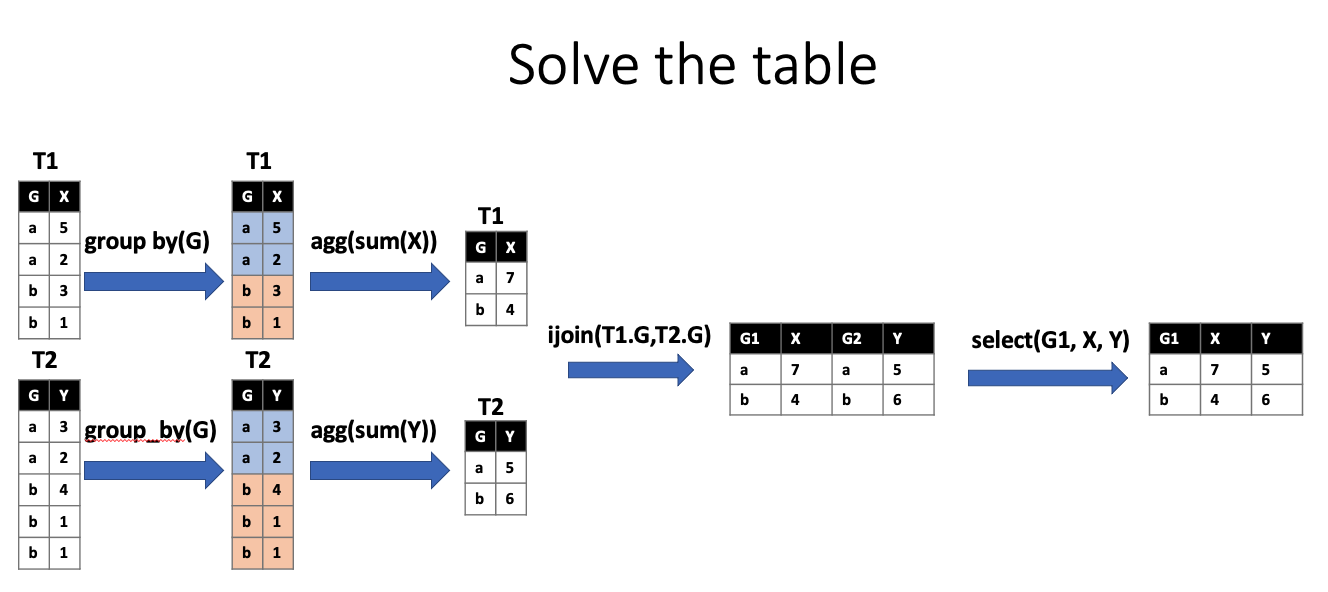 Solve the table
T1
G X
a 5
a 2
b 3
b 1
group by(G)
T1
G X
a 5
a 2
b 3
b 1
agg(sum(X))
T1
G X
a 7
b 4
T2
G Y
a 3
a 2
b 4
b 1
b 1
group_by(G)
T2
G Y
a 3
a 2
b 4
b 1
b 1
agg(sum(Y))
T2
G Y
a 5
b 6
ijoin(T1.G,T2.G)
G1 X G2 Y
a 7 a 5
b 4 b 6
select(G1, X, Y)
G1 X Y
a 7 5
b 4 6